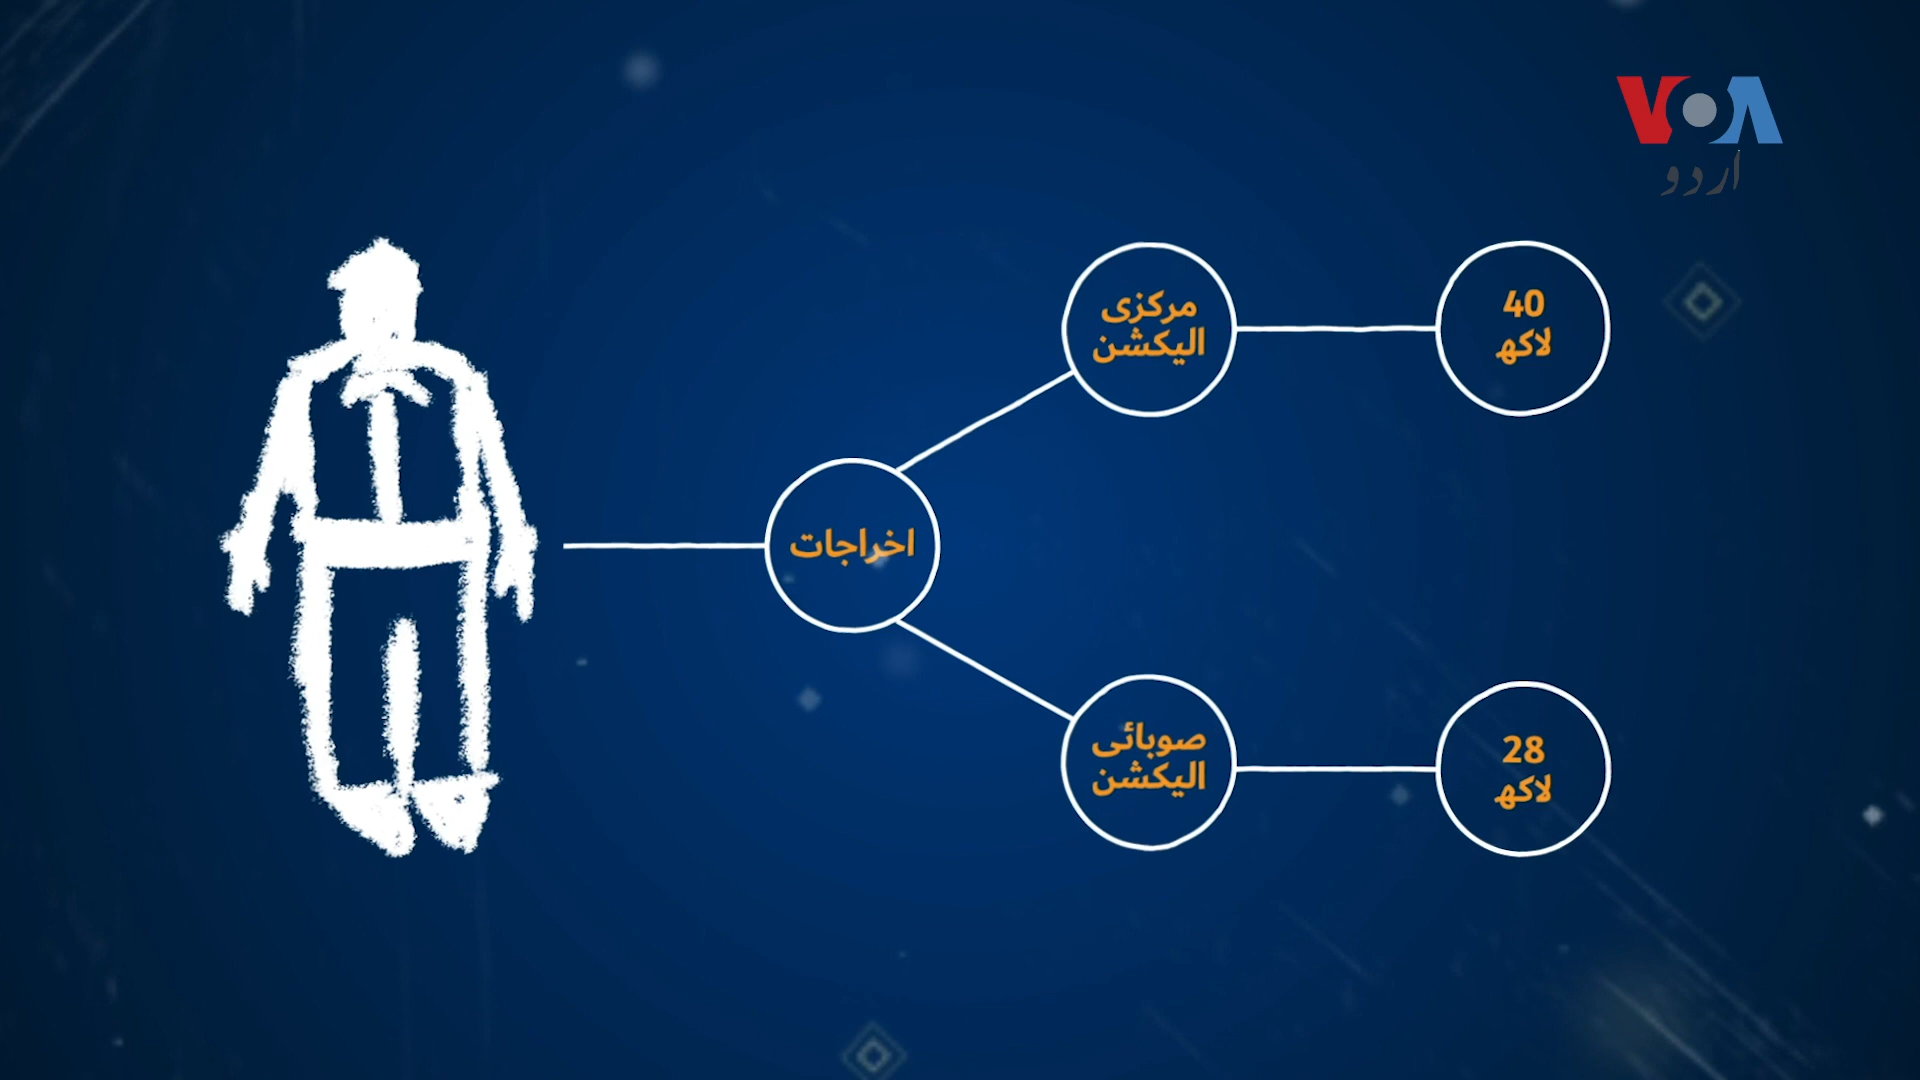 VOA
اردو
اخراجات
مرکزی
الیکشن
40
لاکھ
صوبائی
الیکشن
28
لاکھ